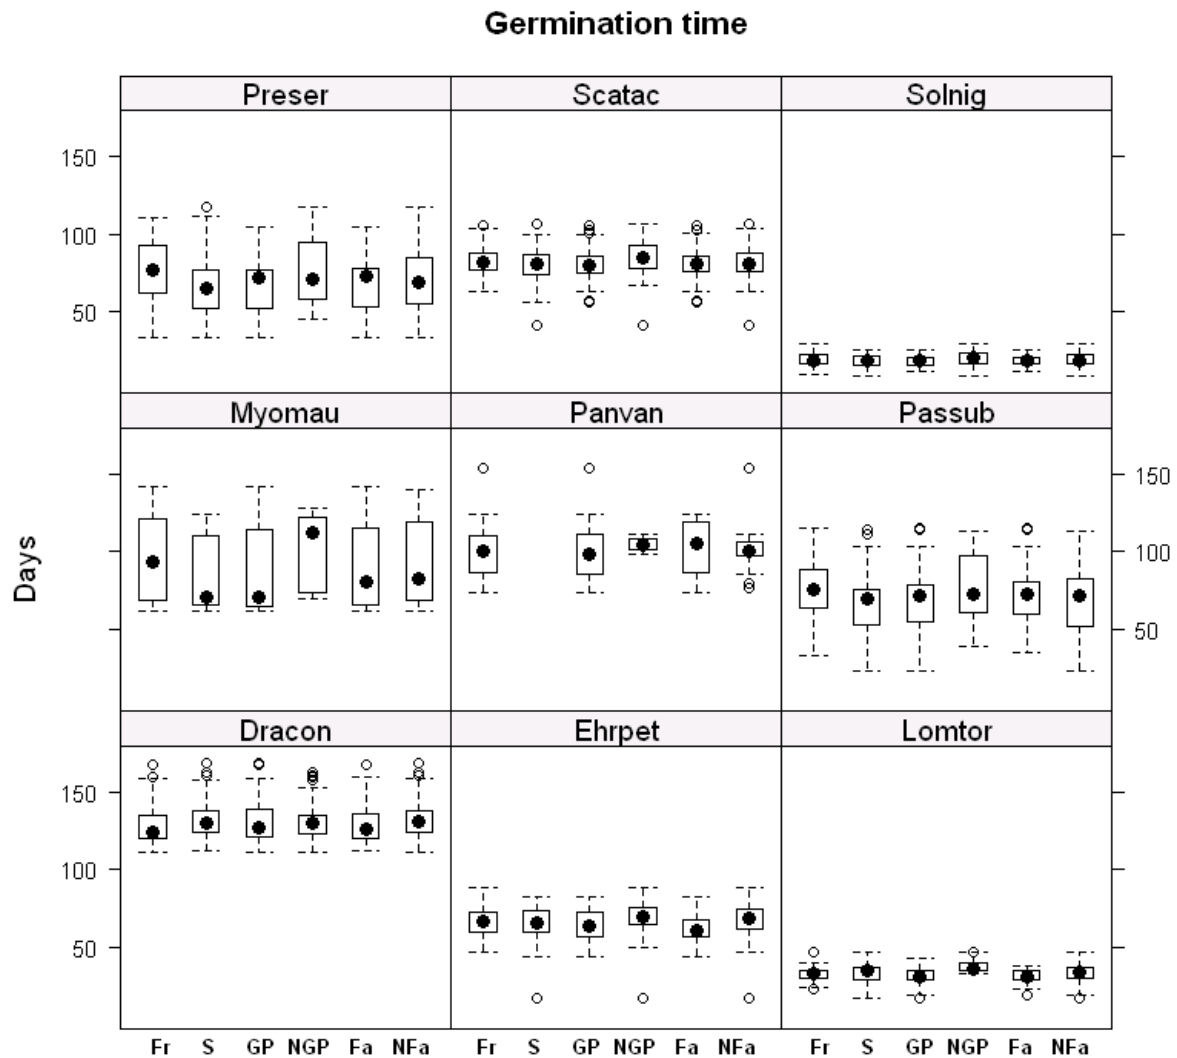 Germination time
Preser Scatac Solnig
150
100
50
Myomau Panvan Passub
150
100
50
Days
Dracon Ehrpet Lomtor
150
100
50
Fr S GP NGP Fa NFa Fr S GP NGP Fa NFa Fr S GP NGP Fa NFa